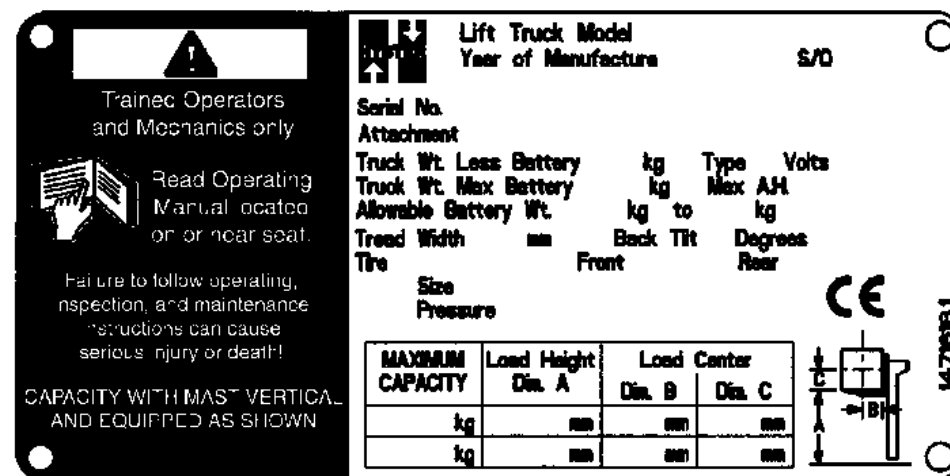 Trained Operators
and Mechanics only
Read Operating
Manual located
on or near seat.
Failure to follow operating,
inspection, and maintenance
instructions can cause
serious injury or death!
CAPACITY WITH MAST VERTICAL
AND EQUIPPED AS SHOWN
HYSTER
Lift Truck Model
Year of Manufacture S/O
Serial No.
Attachment
Truck Wt. Less Battery kg Type Volts
Truck Wt. Max Battery kg Max A.H.
Allowable Battery Wt. kg to kg
Tread Width mm Back Tilt Degrees
Tire Front Rear
Size
Pressure
CE
MAXIMUM CAPACITY Load Height Dim. A Load Center
Dim. B Dim. C
kg mm mm mm
kg mm mm mm
C
B
A